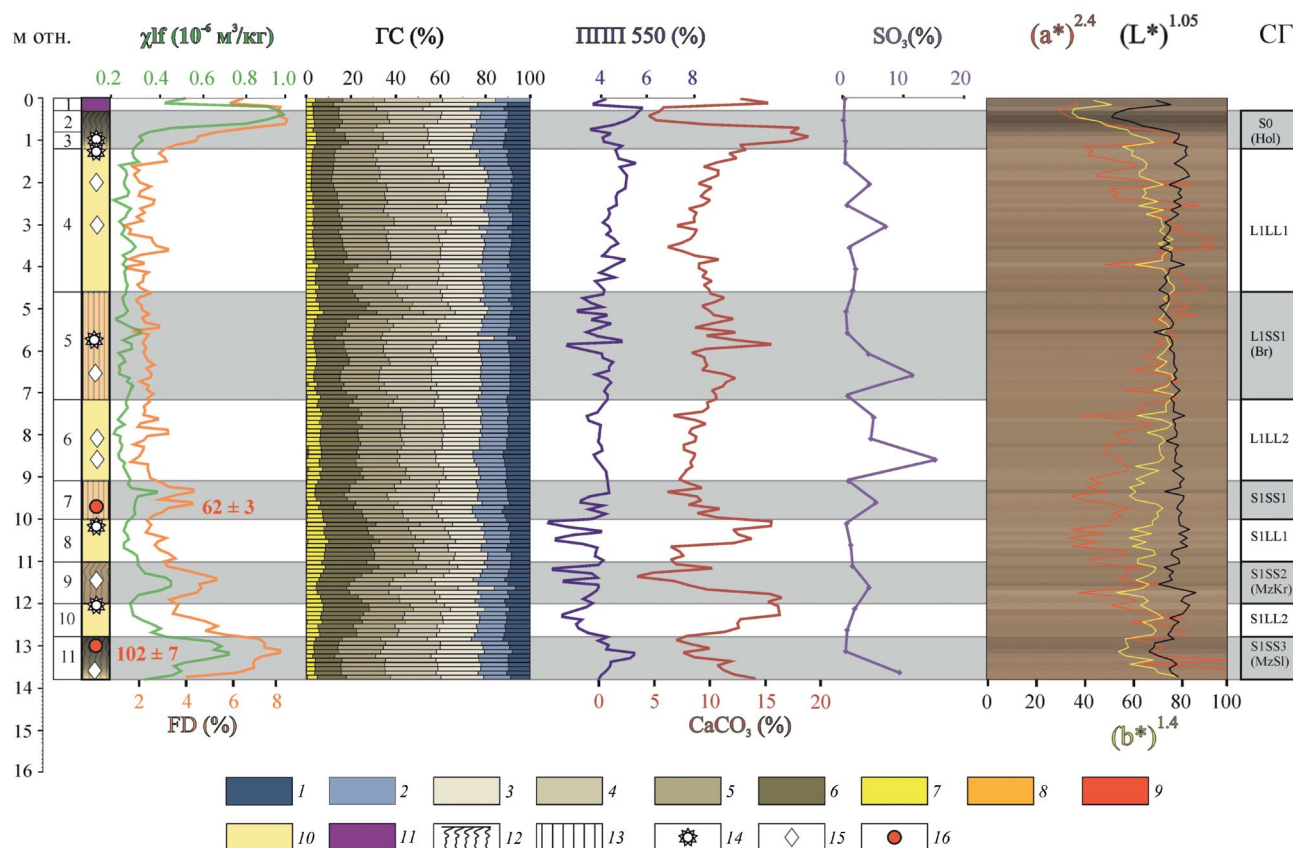 м отн.
χlf (10⁻⁶ м³/кг)
ГС (%)
ППП 550 (%)
SO₃(%)
(a*)²·⁴
(L*)¹·⁰⁵
СГ
0.2 0.4 0.6 0.8 1.0
0 20 40 60 80 100
4 6 8
0 10 20
0
1
2
3
4
5
6
7
8
9
10
11
12
13
14
15
16
1
2
3
4
5
6
7
8
9
10
11
62 ± 3
102 ± 7
S0
(Hol)
L1LL1
L1SS1
(Br)
L1LL2
S1SS1
S1LL1
S1SS2
(MzKr)
S1LL2
S1SS3
(MzSl)
2 4 6 8
FD (%)
0 5 10 15 20
CaCO₃ (%)
0 20 40 60 80 100
(b*)¹·⁴
1 2 3 4 5 6 7 8 9
10 11 12 13 14 15 16